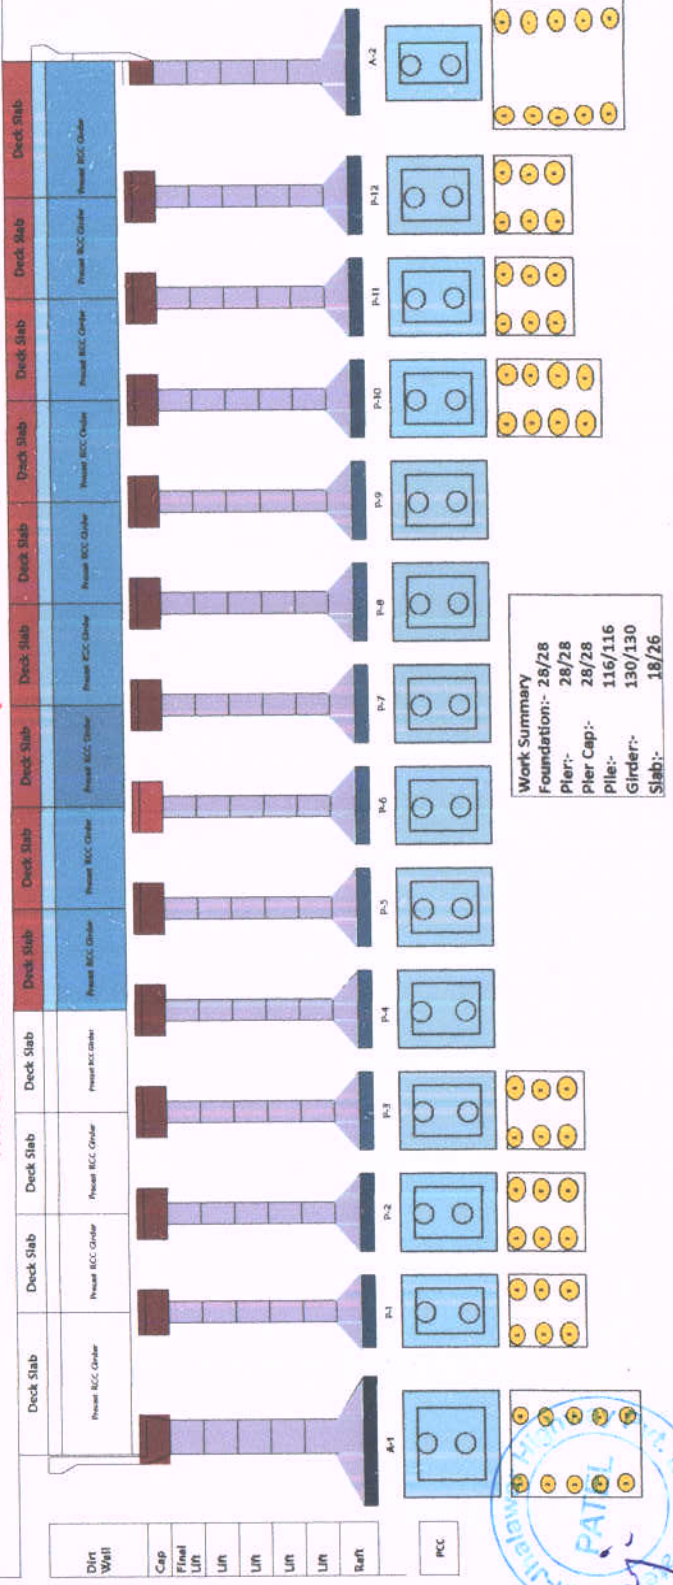 Deck Slab Deck Slab Deck Slab Deck Slab Deck Slab Deck Slab Deck Slab Deck Slab Deck Slab Deck Slab Deck Slab Deck Slab Deck Slab
Dirt Wall
Precast RCC Girder Precast RCC Girder Precast RCC Girder Precast RCC Girder Precast RCC Girder Precast RCC Girder Precast RCC Girder Precast RCC Girder Precast RCC Girder Precast RCC Girder Precast RCC Girder Precast RCC Girder Precast RCC Girder
Cap
Final Lift
Lift
Lift
Lift
Lift
Raft
A-1 P-1 P-2 P-3 P-4 P-5 P-6 P-7 P-8 P-9 P-10 P-11 P-12 A-2
PCC
Work Summary
Foundation:- 28/28
Pier:- 28/28
Pier Cap:- 28/28
Pile:- 116/116
Girder:- 130/130
Slab:- 18/26
Jhalawar Highway Pvt.
PATEL